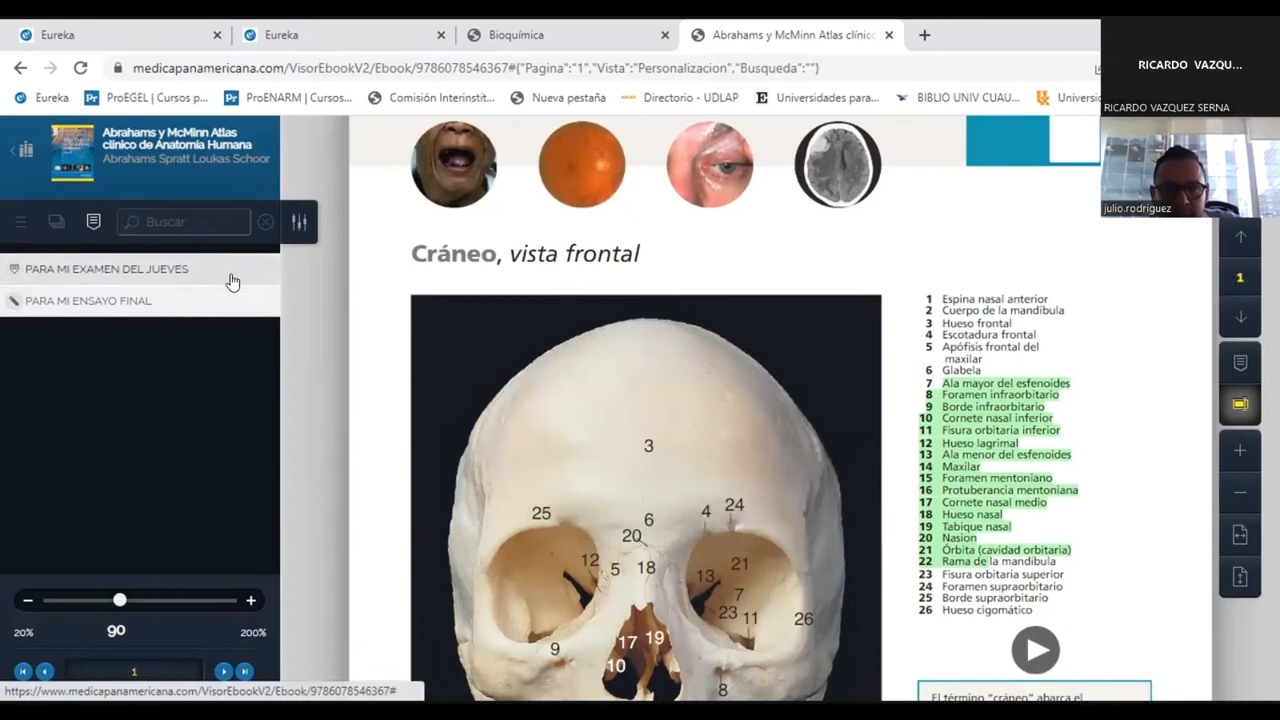 Eureka
Eureka
Bioquímica
Abrahams y McMinn Atlas clínico
medicapanamericana.com/VisorEbookV2/Ebook/9786078546367#{"Pagina":"1","Vista":"Personalizacion","Busqueda":""}
Eureka
ProEGEL | Cursos p...
ProENARM | Cursos...
Comisión Interinstit...
Nueva pestaña
Directorio - UDLAP
Universidades para...
BIBLIO UNIV CUAU...
RICARDO VAZQU...
RICARDO VAZQUEZ SERNA
julio.rodriguez
Abrahams y McMinn Atlas
clínico de Anatomía Humana
Abrahams Spratt Loukas Schoor
Buscar
PARA MI EXAMEN DEL JUEVES
PARA MI ENSAYO FINAL
20%
90
200%
1
https://www.medicapanamericana.com/VisorEbookV2/Ebook/9786078546367#
Cráneo, vista frontal
3
25
24
4
6
20
12
5
18
13
21
7
23
11
26
9
17
19
10
8
1 Espina nasal anterior
2 Cuerpo de la mandíbula
3 Hueso frontal
4 Escotadura frontal
5 Apófisis frontal del
maxilar
6 Glabela
7 Ala mayor del esfenoides
8 Foramen infraorbitario
9 Borde infraorbitario
10 Cornete nasal inferior
11 Fisura orbitaria inferior
12 Hueso lagrimal
13 Ala menor del esfenoides
14 Maxilar
15 Foramen mentoniano
16 Protuberancia mentoniana
17 Cornete nasal medio
18 Hueso nasal
19 Tabique nasal
20 Nasion
21 Órbita (cavidad orbitaria)
22 Rama de la mandíbula
23 Fisura orbitaria superior
24 Foramen supraorbitario
25 Borde supraorbitario
26 Hueso cigomático
El término "cráneo" abarca el
1